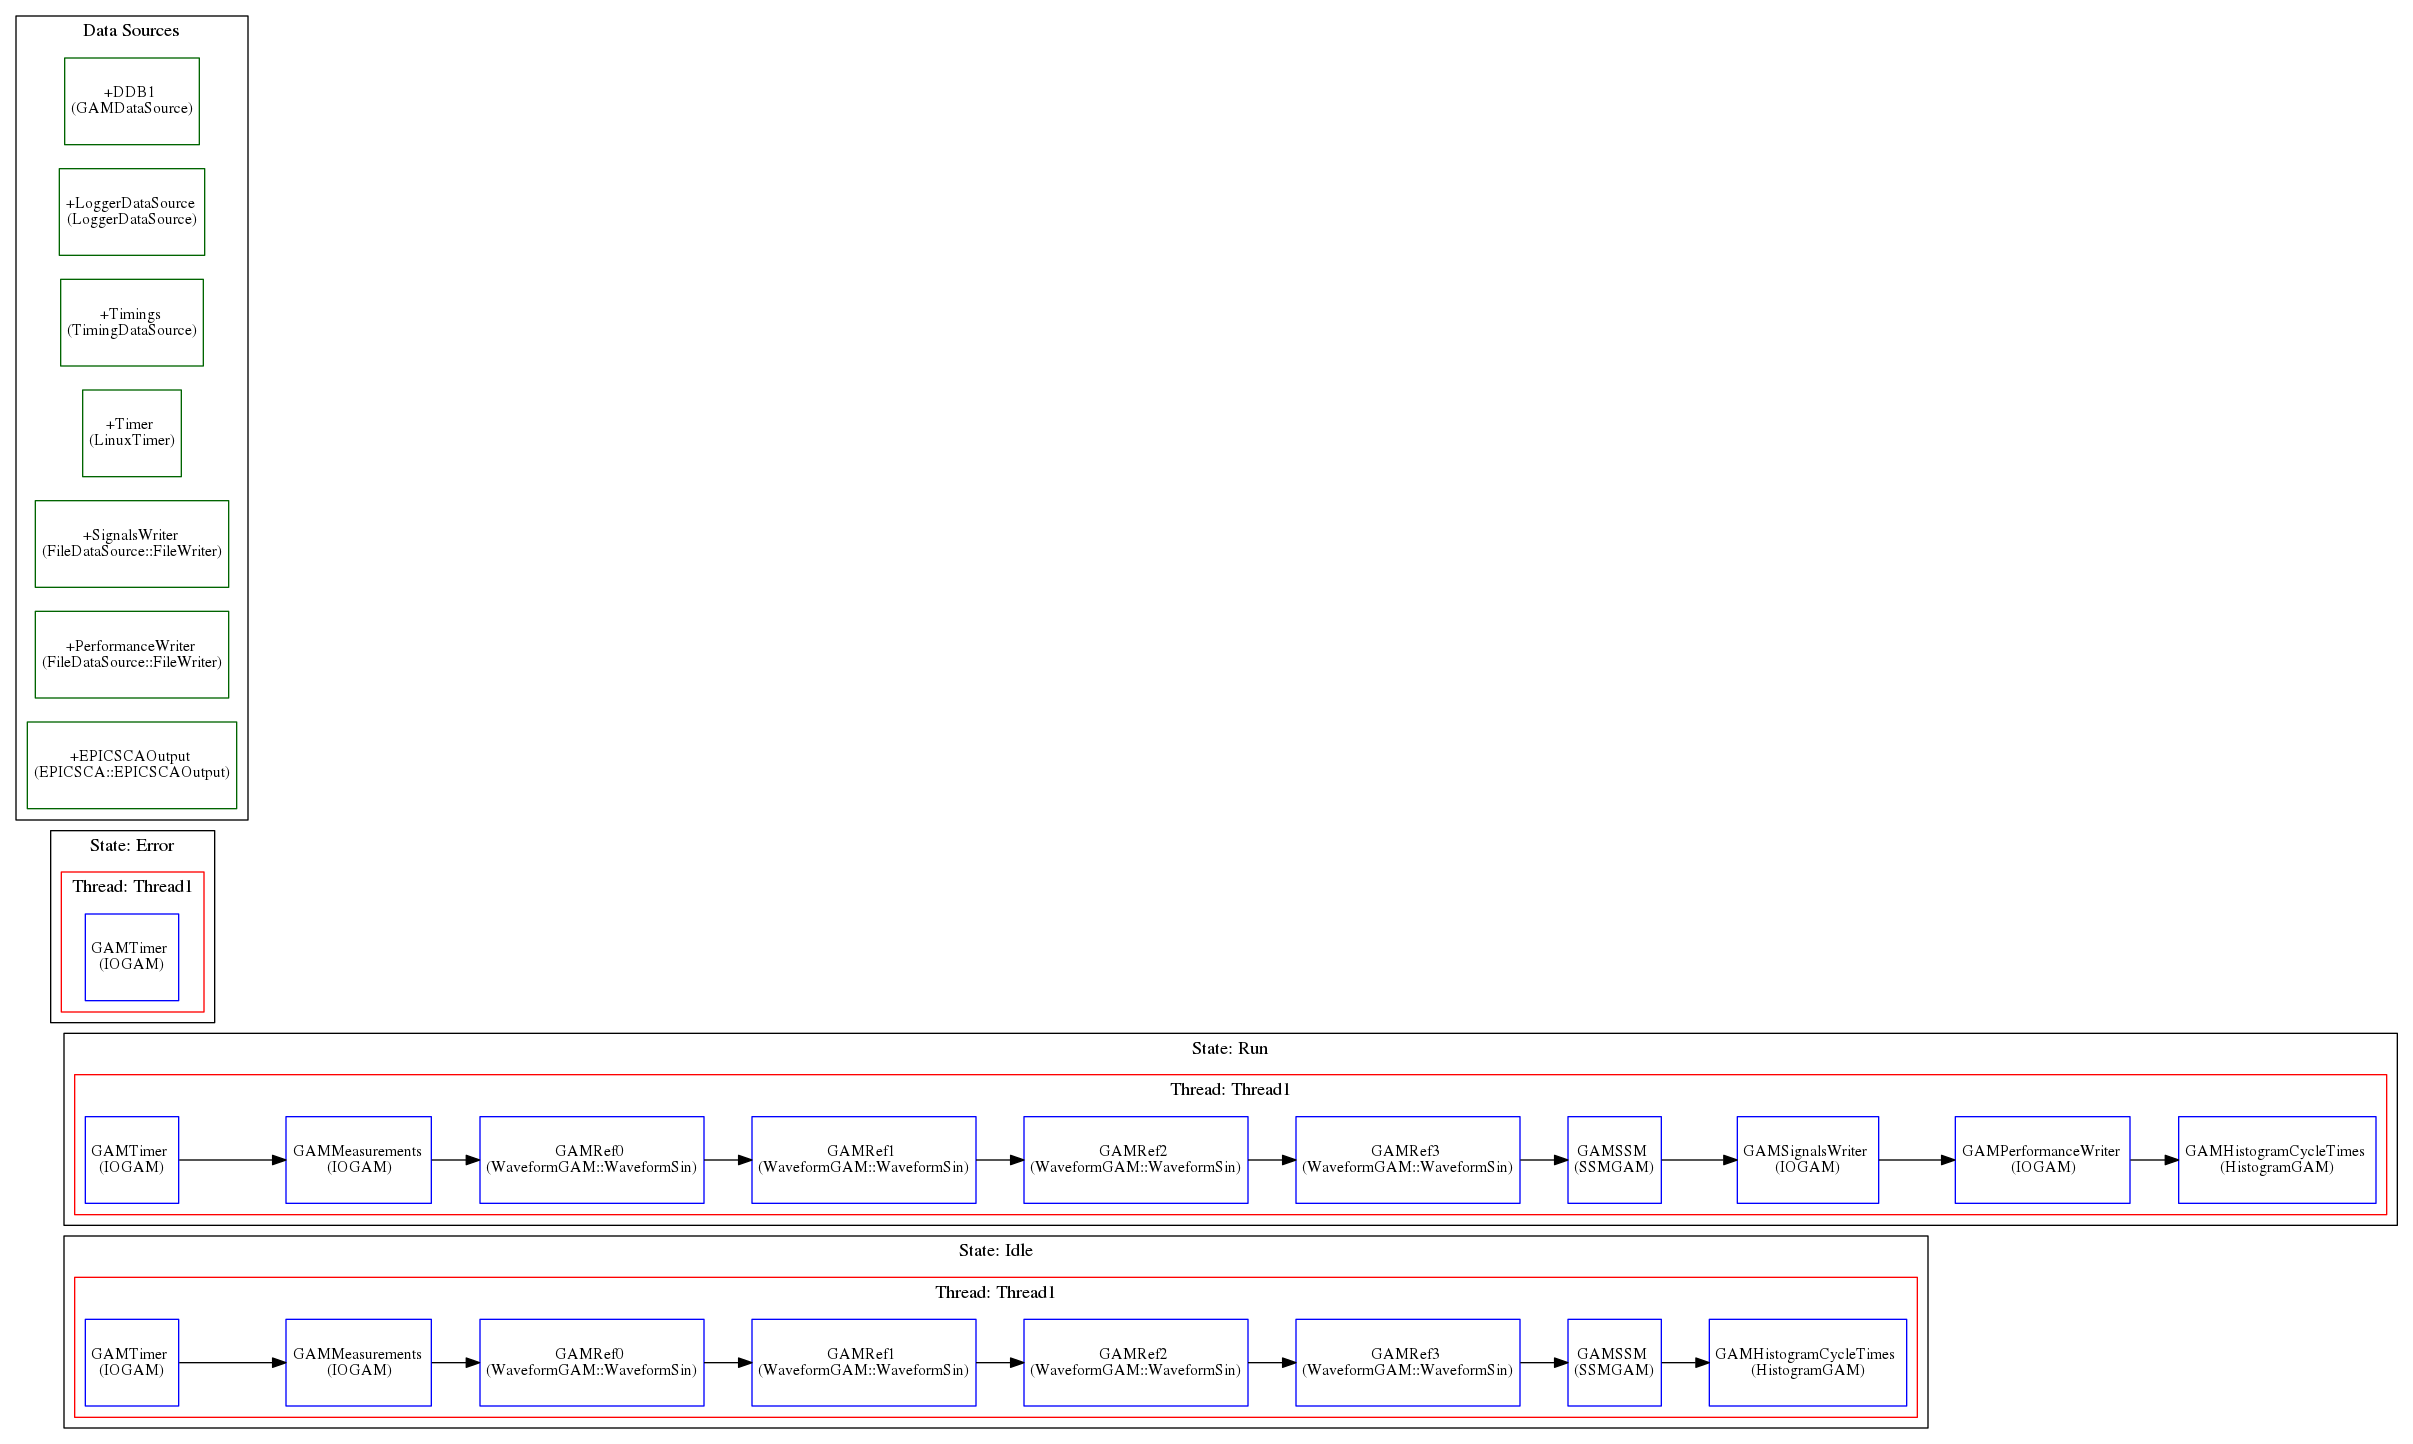 Data Sources
+DDB1
(GAMDataSource)
+LoggerDataSource
(LoggerDataSource)
+Timings
(TimingDataSource)
+Timer
(LinuxTimer)
+SignalsWriter
(FileDataSource::FileWriter)
+PerformanceWriter
(FileDataSource::FileWriter)
+EPICSCAOutput
(EPICSCA::EPICSCAOutput)
State: Error
Thread: Thread1
GAMTimer
(IOGAM)
State: Run
Thread: Thread1
GAMTimer
(IOGAM)
GAMMeasurements
(IOGAM)
GAMRef0
(WaveformGAM::WaveformSin)
GAMRef1
(WaveformGAM::WaveformSin)
GAMRef2
(WaveformGAM::WaveformSin)
GAMRef3
(WaveformGAM::WaveformSin)
GAMSSM
(SSMGAM)
GAMSignalsWriter
(IOGAM)
GAMPerformanceWriter
(IOGAM)
GAMHistogramCycleTimes
(HistogramGAM)
State: Idle
Thread: Thread1
GAMTimer
(IOGAM)
GAMMeasurements
(IOGAM)
GAMRef0
(WaveformGAM::WaveformSin)
GAMRef1
(WaveformGAM::WaveformSin)
GAMRef2
(WaveformGAM::WaveformSin)
GAMRef3
(WaveformGAM::WaveformSin)
GAMSSM
(SSMGAM)
GAMHistogramCycleTimes
(HistogramGAM)